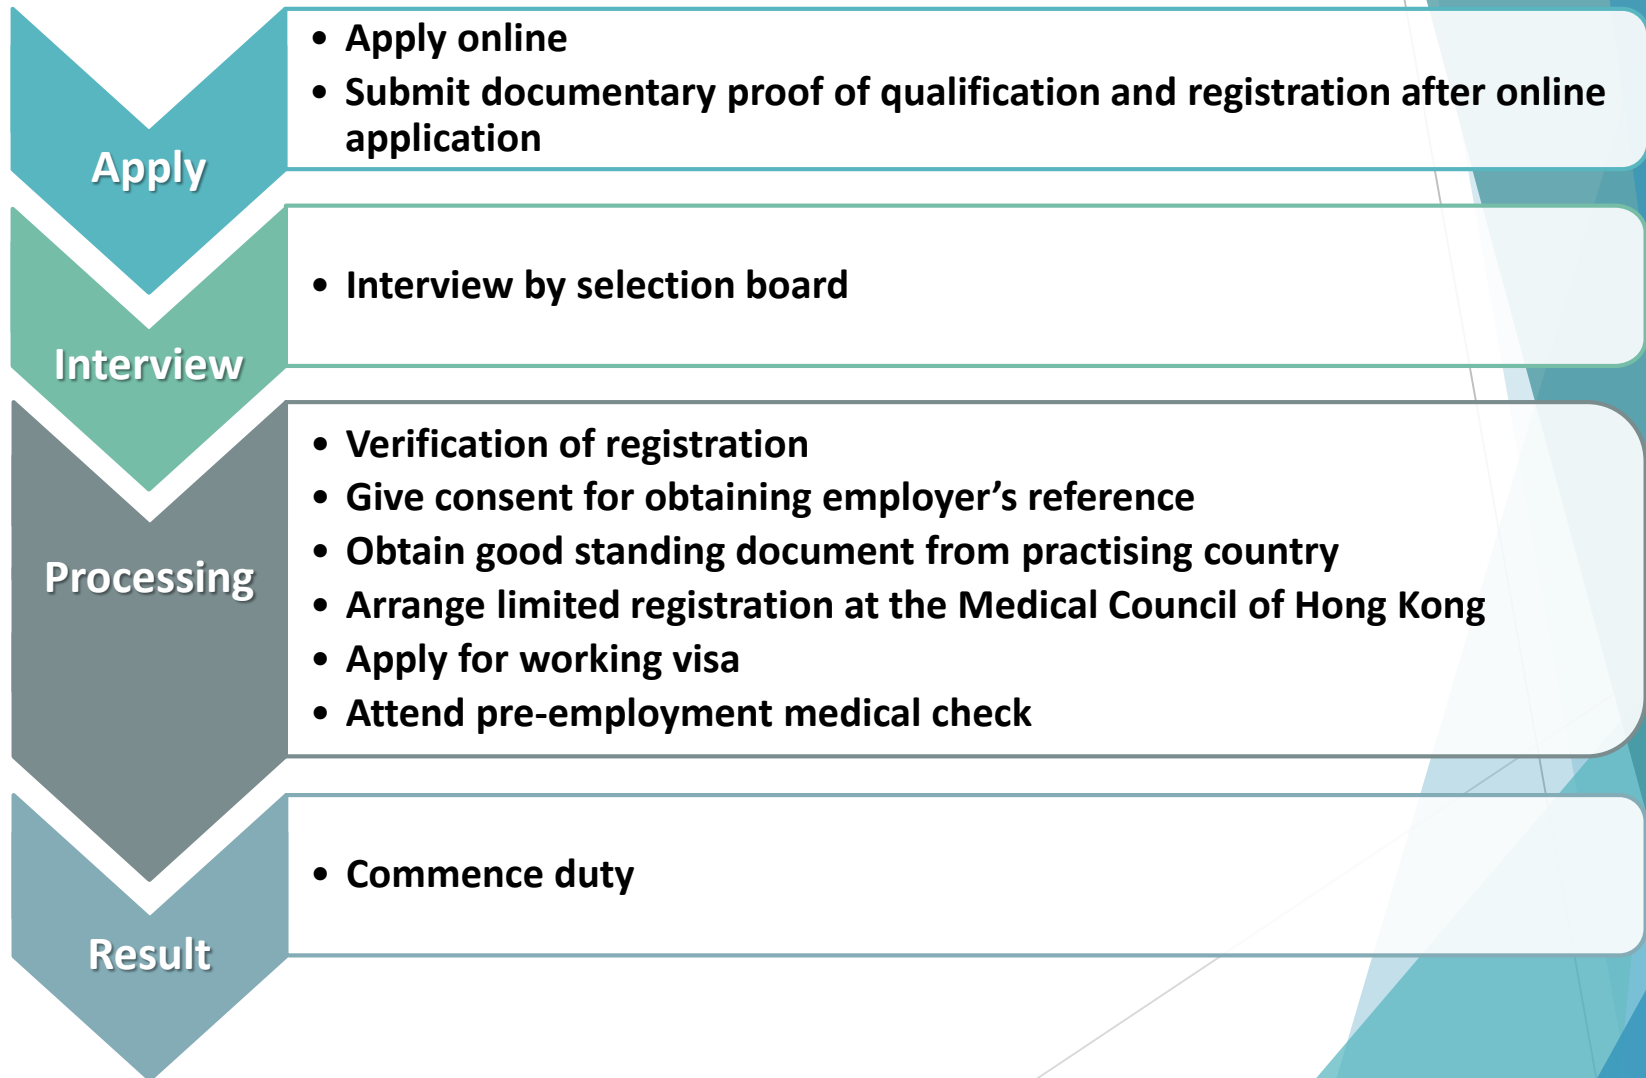 Apply
• Apply online
• Submit documentary proof of qualification and registration after online
application
Interview
• Interview by selection board
Processing
• Verification of registration
• Give consent for obtaining employer’s reference
• Obtain good standing document from practising country
• Arrange limited registration at the Medical Council of Hong Kong
• Apply for working visa
• Attend pre-employment medical check
Result
• Commence duty